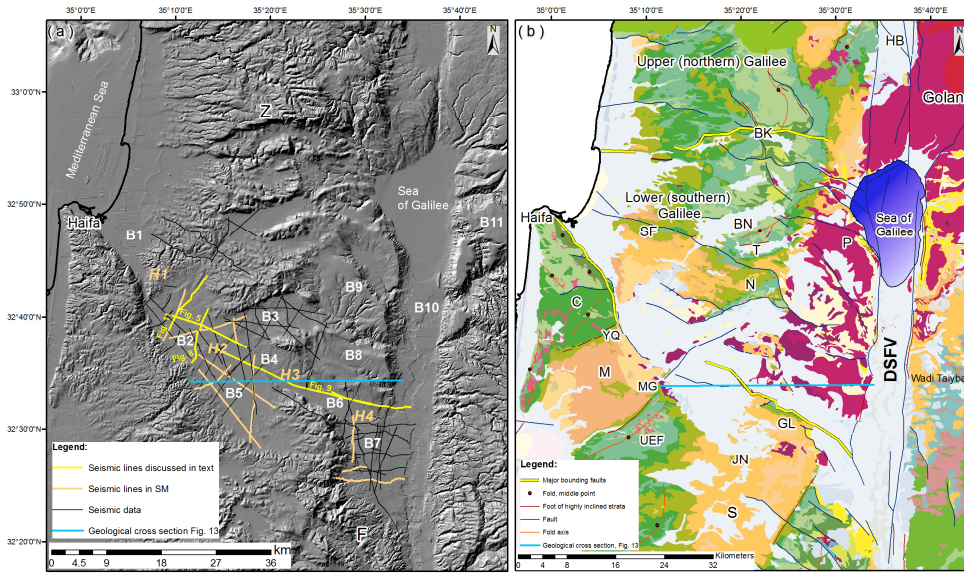 35°0'0"E
35°10'0"E
35°20'0"E
35°30'0"E
35°40'0"E
(a)
N
33°0'0"N
32°50'0"N
32°40'0"N
32°30'0"N
32°20'0"N
Mediterranean Sea
Z
Sea
of Galilee
Haifa
B1
B11
H1
B9
B10
Fig. 5
B3
B2
H2
B8
B4
H3
Fig. 9
B5
B6
H4
B7
F
Legend:
Seismic lines discussed in text
Seismic lines in SM
Seismic data
Geological cross section Fig. 13
0 4.5 9 18 27 36
km
35°0'0"E
35°10'0"E
35°20'0"E
35°30'0"E
35°40'0"E
(b)
HB
N
Upper (northern) Galilee
Golan
BK
Lower (southern)
Galilee
Haifa
SF
BN
Sea of
Galilee
T
P
N
C
YQ
M
MG
DSFV
Wadi Taiyba
GL
UEF
JN
S
Legend:
Major bounding faults
Fold, middle point
Foot of highly inclined strata
Fault
Fold axis
Geological cross section, Fig. 13
Kilometers
0 4 8 16 24 32